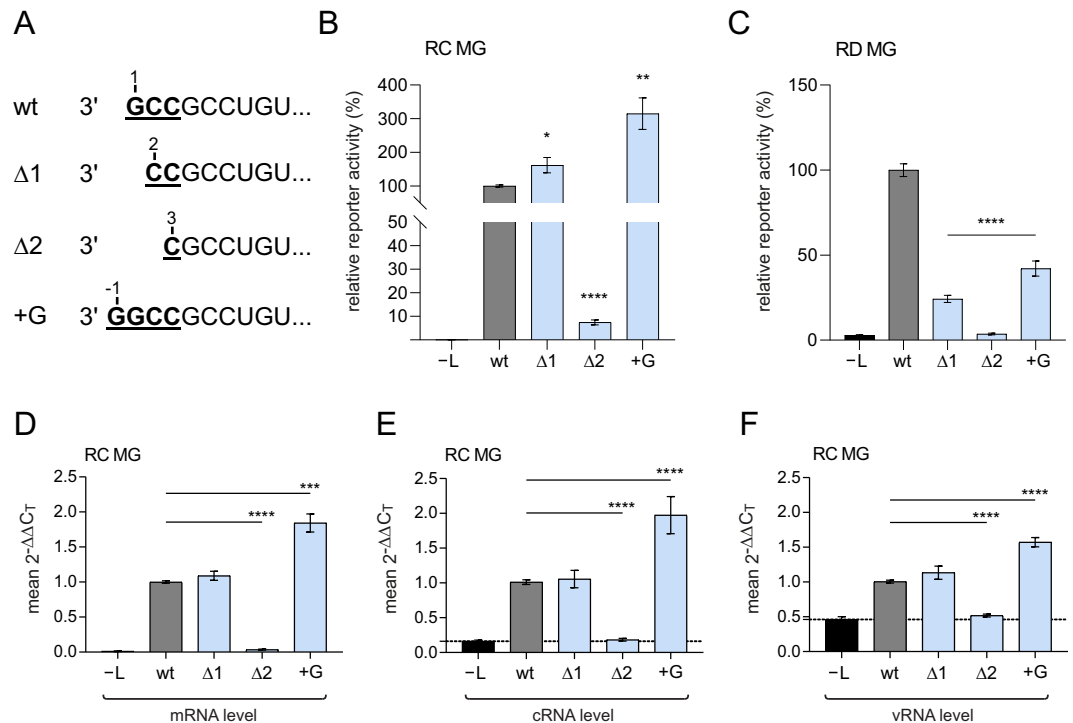 A
1
wt 3' GCCGCCUGU...
2
Δ1 3' CCGCCUGU...
3
Δ2 3' CGCCUGU...
-1
+G 3' GGCCGCCUGU...
B
RC MG
relative reporter activity (%)
400
300
200
100
50
40
30
20
10
*
****
**
−L wt Δ1 Δ2 +G
C
RD MG
relative reporter activity (%)
150
100
50
0
****
−L wt Δ1 Δ2 +G
D
RC MG
mean 2-ΔΔCT
2.5
2.0
1.5
1.0
0.5
0.0
***
****
−L wt Δ1 Δ2 +G
mRNA level
E
RC MG
mean 2-ΔΔCT
2.5
2.0
1.5
1.0
0.5
0.0
****
****
−L wt Δ1 Δ2 +G
cRNA level
F
RC MG
mean 2-ΔΔCT
2.5
2.0
1.5
1.0
0.5
0.0
****
****
−L wt Δ1 Δ2 +G
vRNA level